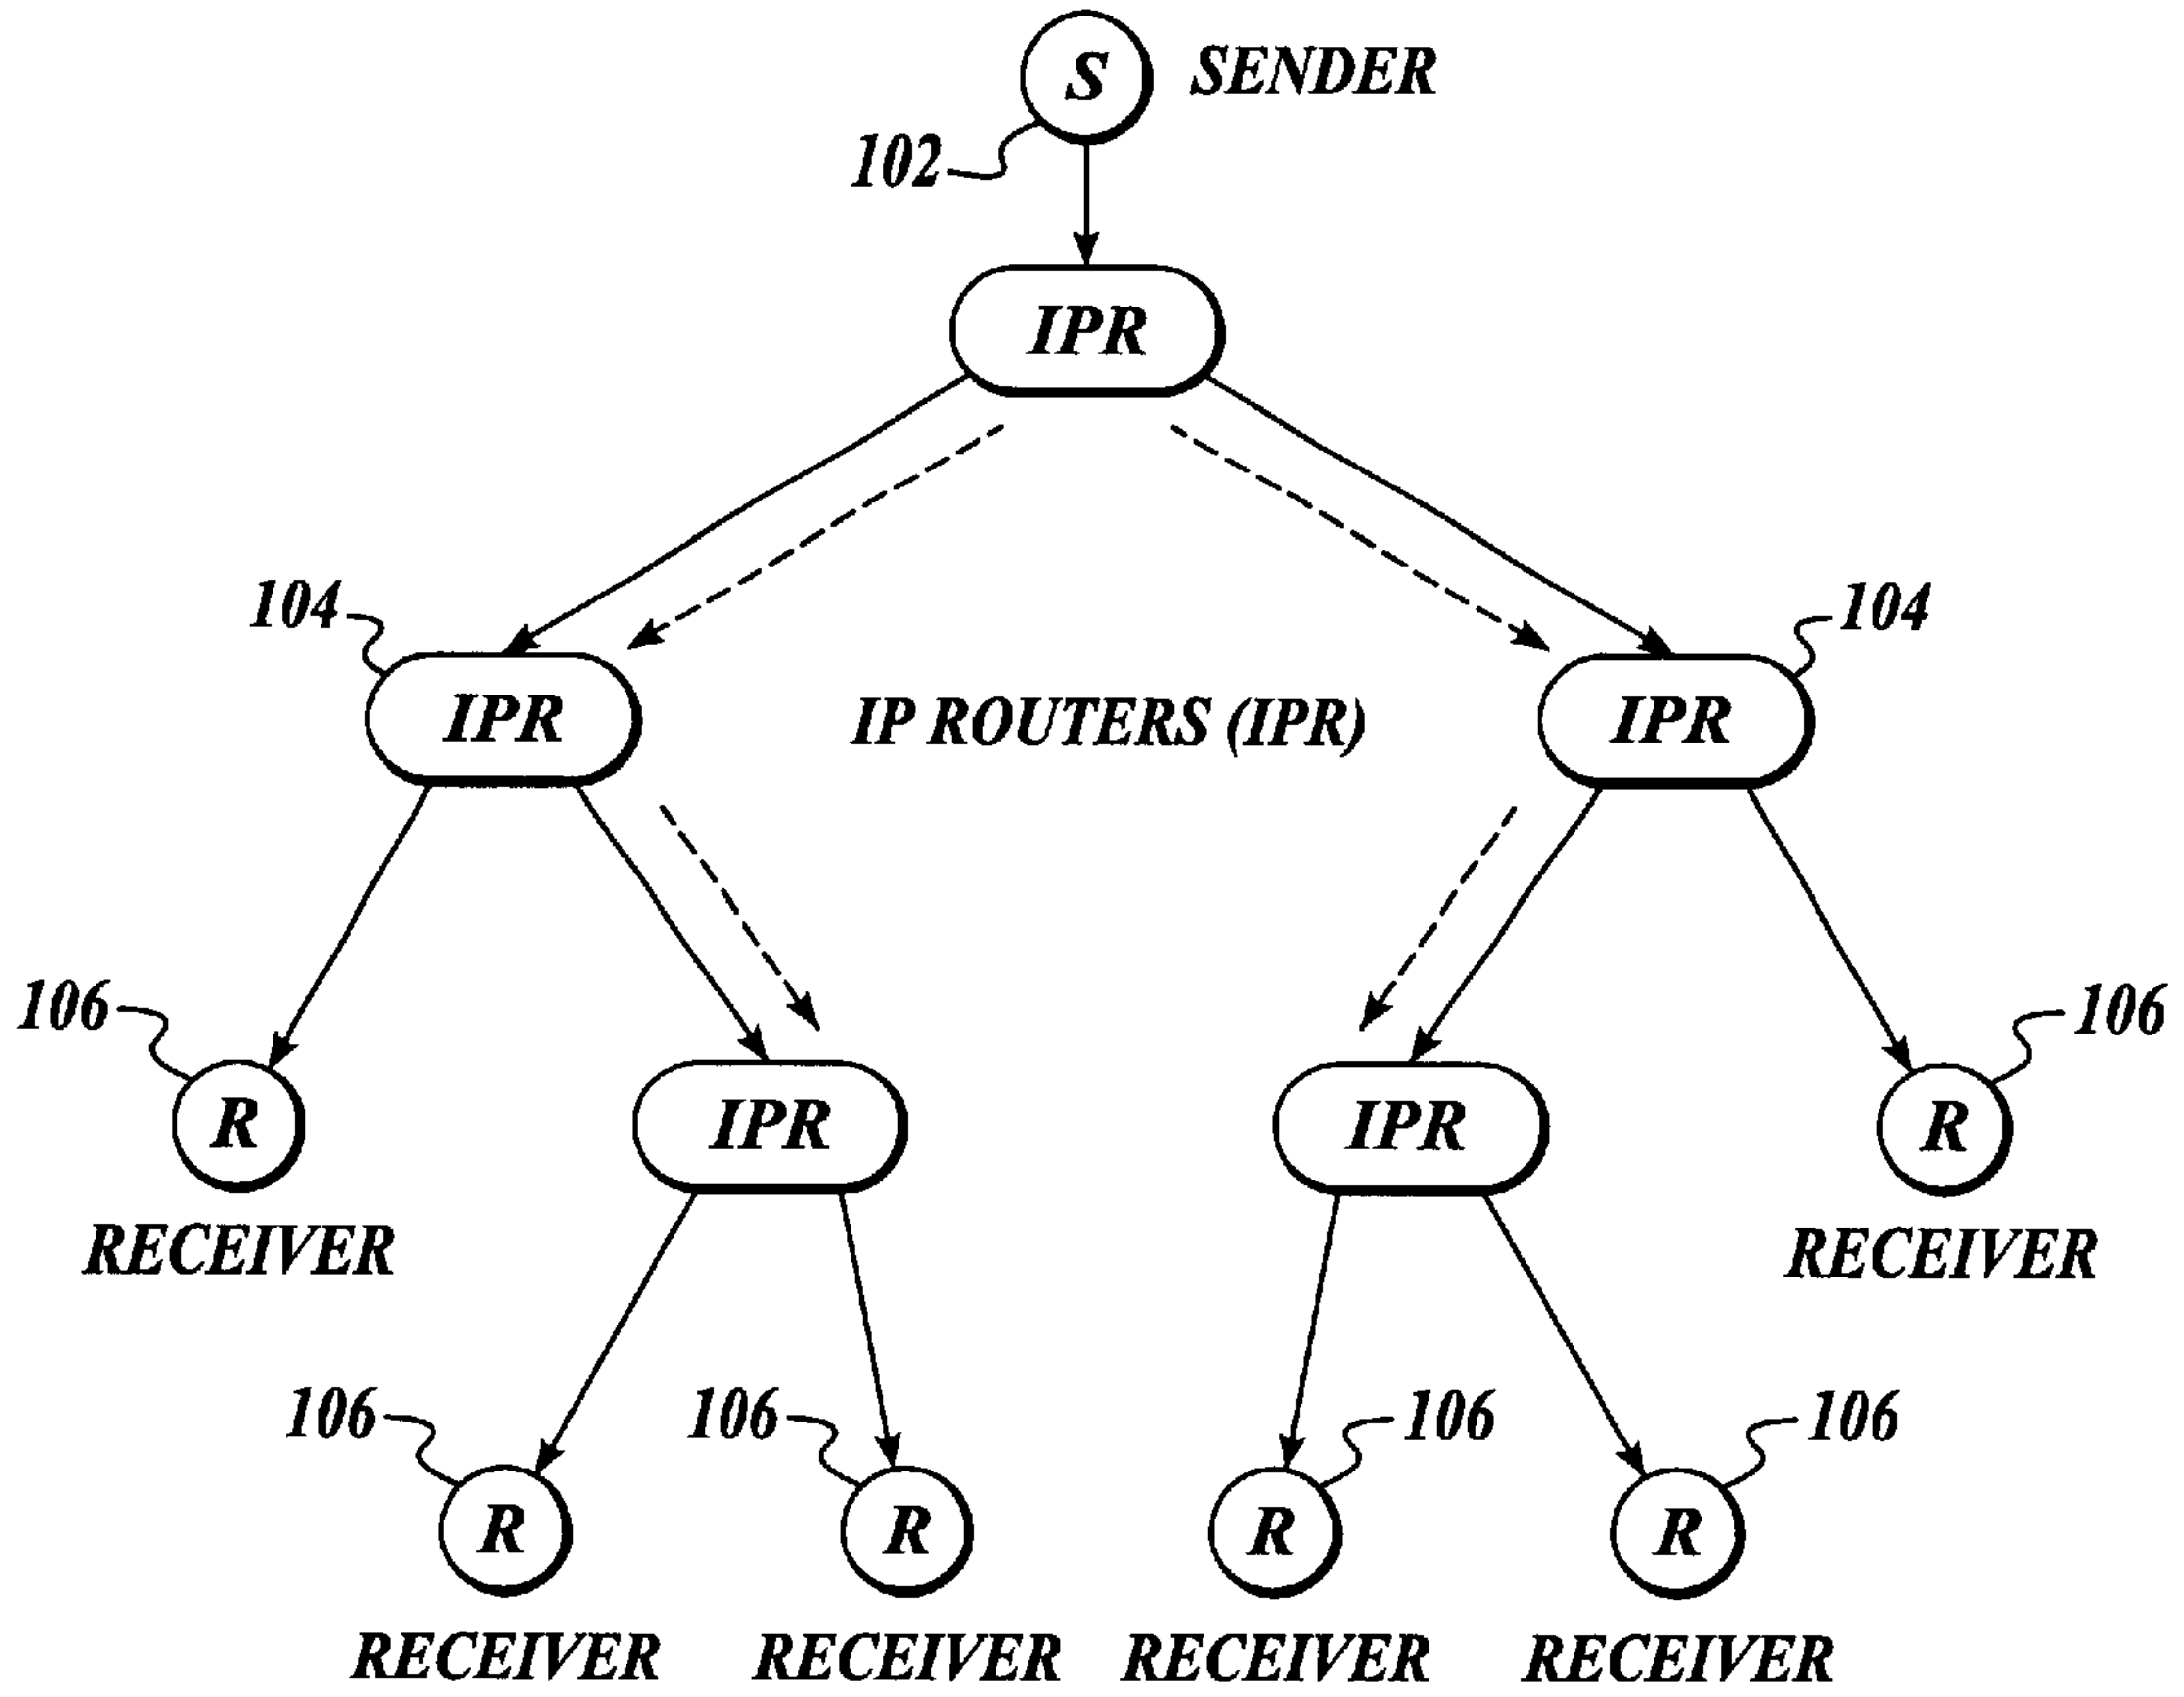 S SENDER
102
IPR
104 104
IPR IP ROUTERS (IPR) IPR
106 106
R IPR IPR R
RECEIVER RECEIVER
106 106 106 106
R R R R
RECEIVER RECEIVER RECEIVER RECEIVER